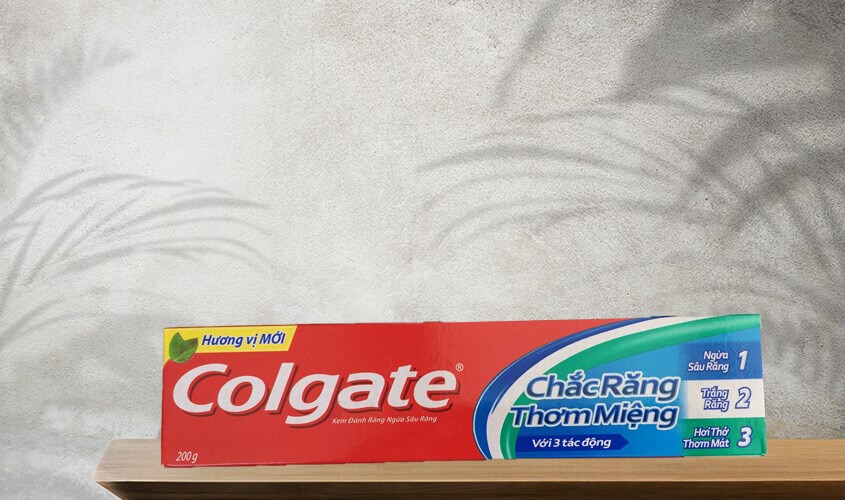 Hương vị MỚI
Colgate®
Kem Đánh Răng Ngừa Sâu Răng
200g
Chắc Răng
Thơm Miệng
Với 3 tác động
Ngừa
Sâu Răng 1
Trắng
Răng 2
Hơi Thở
Thơm Mát 3